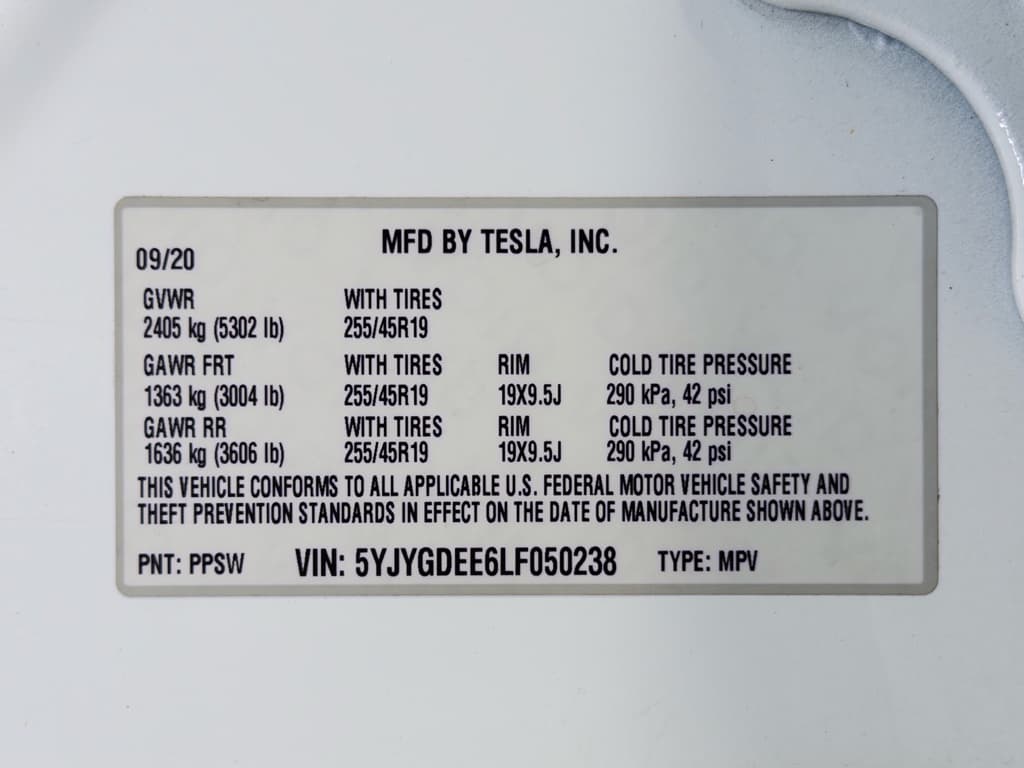 MFD BY TESLA, INC.
09/20
GVWR WITH TIRES
2405 kg (5302 lb) 255/45R19
GAWR FRT WITH TIRES RIM COLD TIRE PRESSURE
1363 kg (3004 lb) 255/45R19 19X9.5J 290 kPa, 42 psi
GAWR RR WITH TIRES RIM COLD TIRE PRESSURE
1636 kg (3606 lb) 255/45R19 19X9.5J 290 kPa, 42 psi
THIS VEHICLE CONFORMS TO ALL APPLICABLE U.S. FEDERAL MOTOR VEHICLE SAFETY AND
THEFT PREVENTION STANDARDS IN EFFECT ON THE DATE OF MANUFACTURE SHOWN ABOVE.
PNT: PPSW VIN: 5YJYGDEE6LF050238 TYPE: MPV